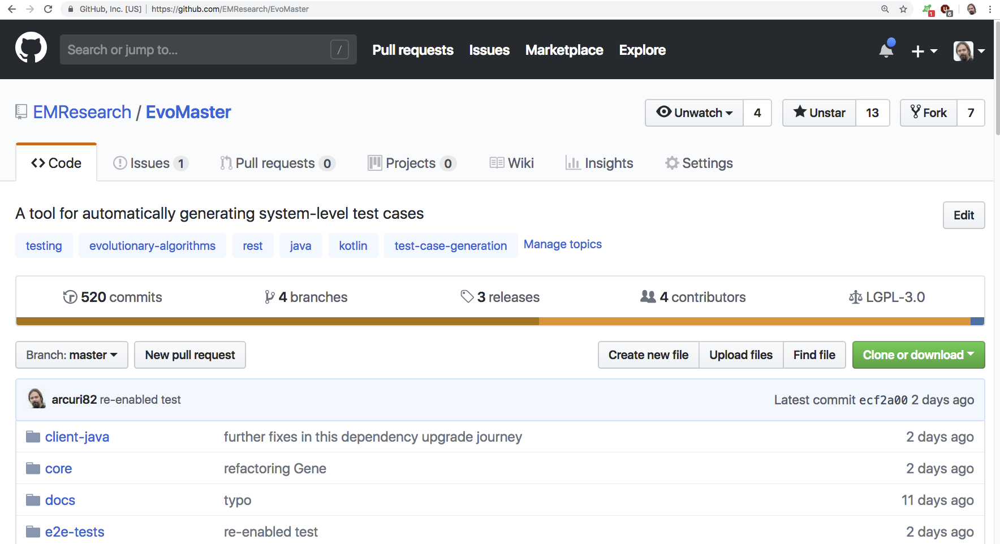 GitHub, Inc. [US] | https://github.com/EMResearch/EvoMaster
1 6
Search or jump to... / Pull requests Issues Marketplace Explore
EMResearch / EvoMaster Unwatch 4 Unstar 13 Fork 7
Code Issues 1 Pull requests 0 Projects 0 Wiki Insights Settings
A tool for automatically generating system-level test cases Edit
testing evolutionary-algorithms rest java kotlin test-case-generation Manage topics
520 commits 4 branches 3 releases 4 contributors LGPL-3.0
Branch: master New pull request Create new file Upload files Find file Clone or download
arcuri82 re-enabled test Latest commit ecf2a00 2 days ago
client-java further fixes in this dependency upgrade journey 2 days ago
core refactoring Gene 2 days ago
docs typo 11 days ago
e2e-tests re-enabled test 2 days ago